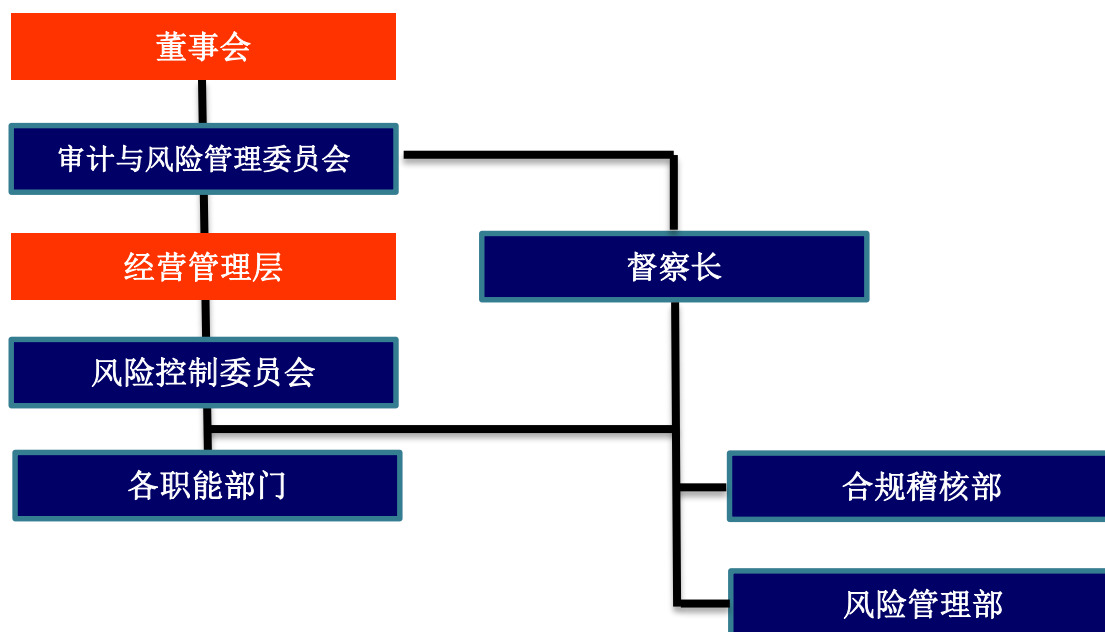 董事会
审计与风险管理委员会
经营管理层
督察长
风险控制委员会
各职能部门
合规稽核部
风险管理部